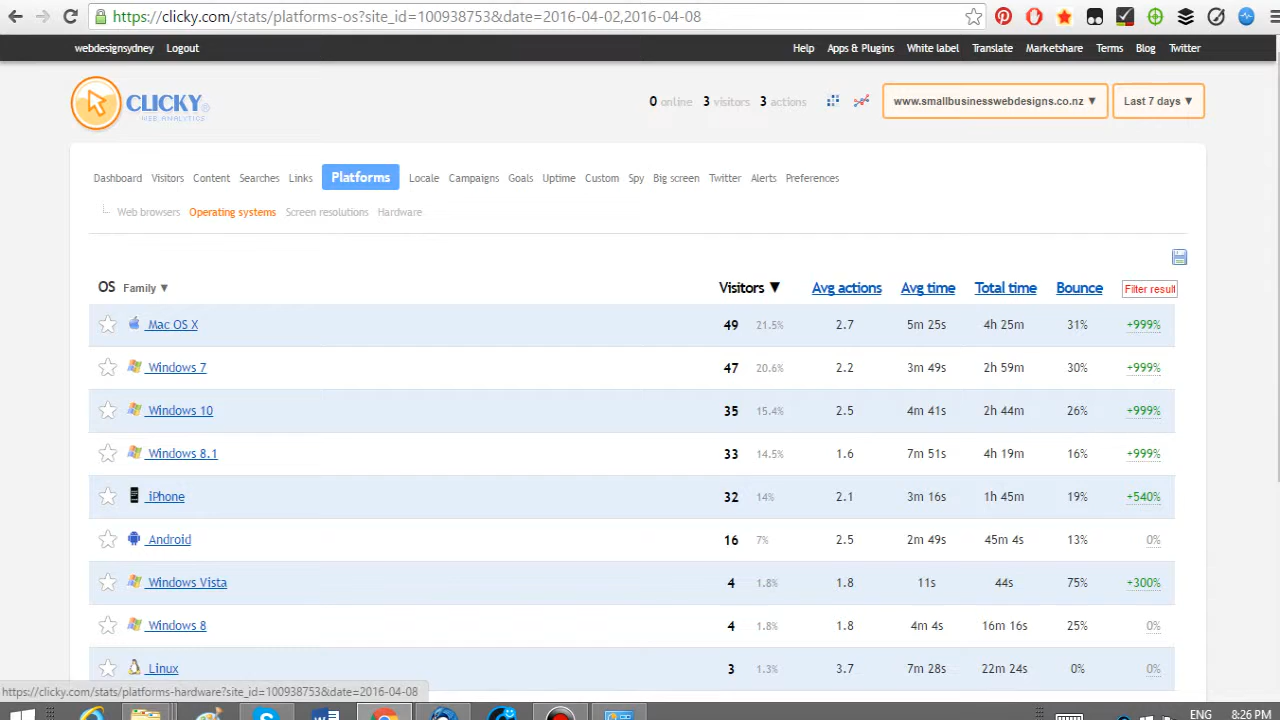 https://clicky.com/stats/platforms-os?site_id=100938753&date=2016-04-02,2016-04-08
webdesignsydney Logout Help Apps & Plugins White label Translate Marketshare Terms Blog Twitter
CLICKY
WEB ANALYTICS
0 online 3 visitors 3 actions www.smallbusinesswebdesigns.co.nz ▼ Last 7 days ▼
Dashboard Visitors Content Searches Links Platforms Locale Campaigns Goals Uptime Custom Spy Big screen Twitter Alerts Preferences
Web browsers Operating systems Screen resolutions Hardware
OS Family ▼ Visitors ▼ Avg actions Avg time Total time Bounce Filter result
Mac OS X 49 21.5% 2.7 5m 25s 4h 25m 31% +999%
Windows 7 47 20.6% 2.2 3m 49s 2h 59m 30% +999%
Windows 10 35 15.4% 2.5 4m 41s 2h 44m 26% +999%
Windows 8.1 33 14.5% 1.6 7m 51s 4h 19m 16% +999%
iPhone 32 14% 2.1 3m 16s 1h 45m 19% +540%
Android 16 7% 2.5 2m 49s 45m 4s 13% 0%
Windows Vista 4 1.8% 1.8 11s 44s 75% +300%
Windows 8 4 1.8% 1.8 4m 4s 16m 16s 25% 0%
Linux 3 1.3% 3.7 7m 28s 22m 24s 0% 0%
https://clicky.com/stats/platforms-hardware?site_id=100938753&date=2016-04-08
ENG 8:26 PM